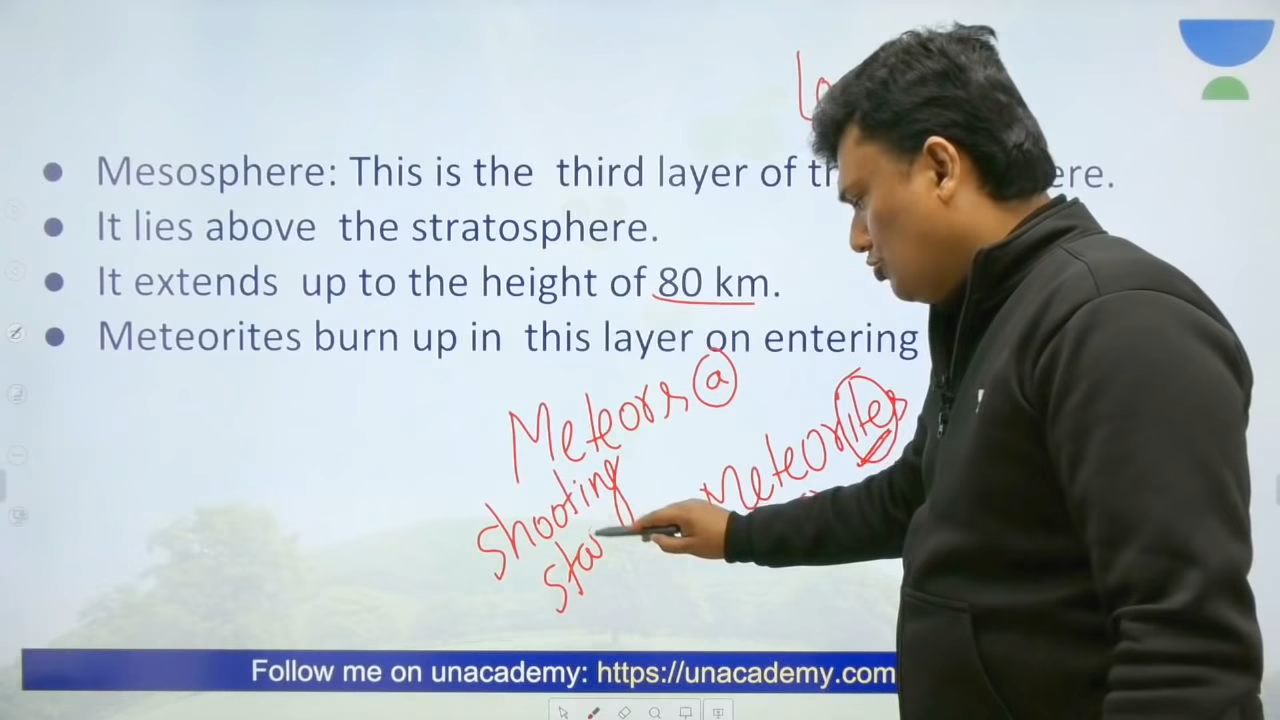 Mesosphere: This is the third layer of
It lies above the stratosphere.
It extends up to the height of 80 km.
Meteorites burn up in this layer on entering
Meteors a
Meteorites
shooting
Follow me on unacademy: https://unacademy.com